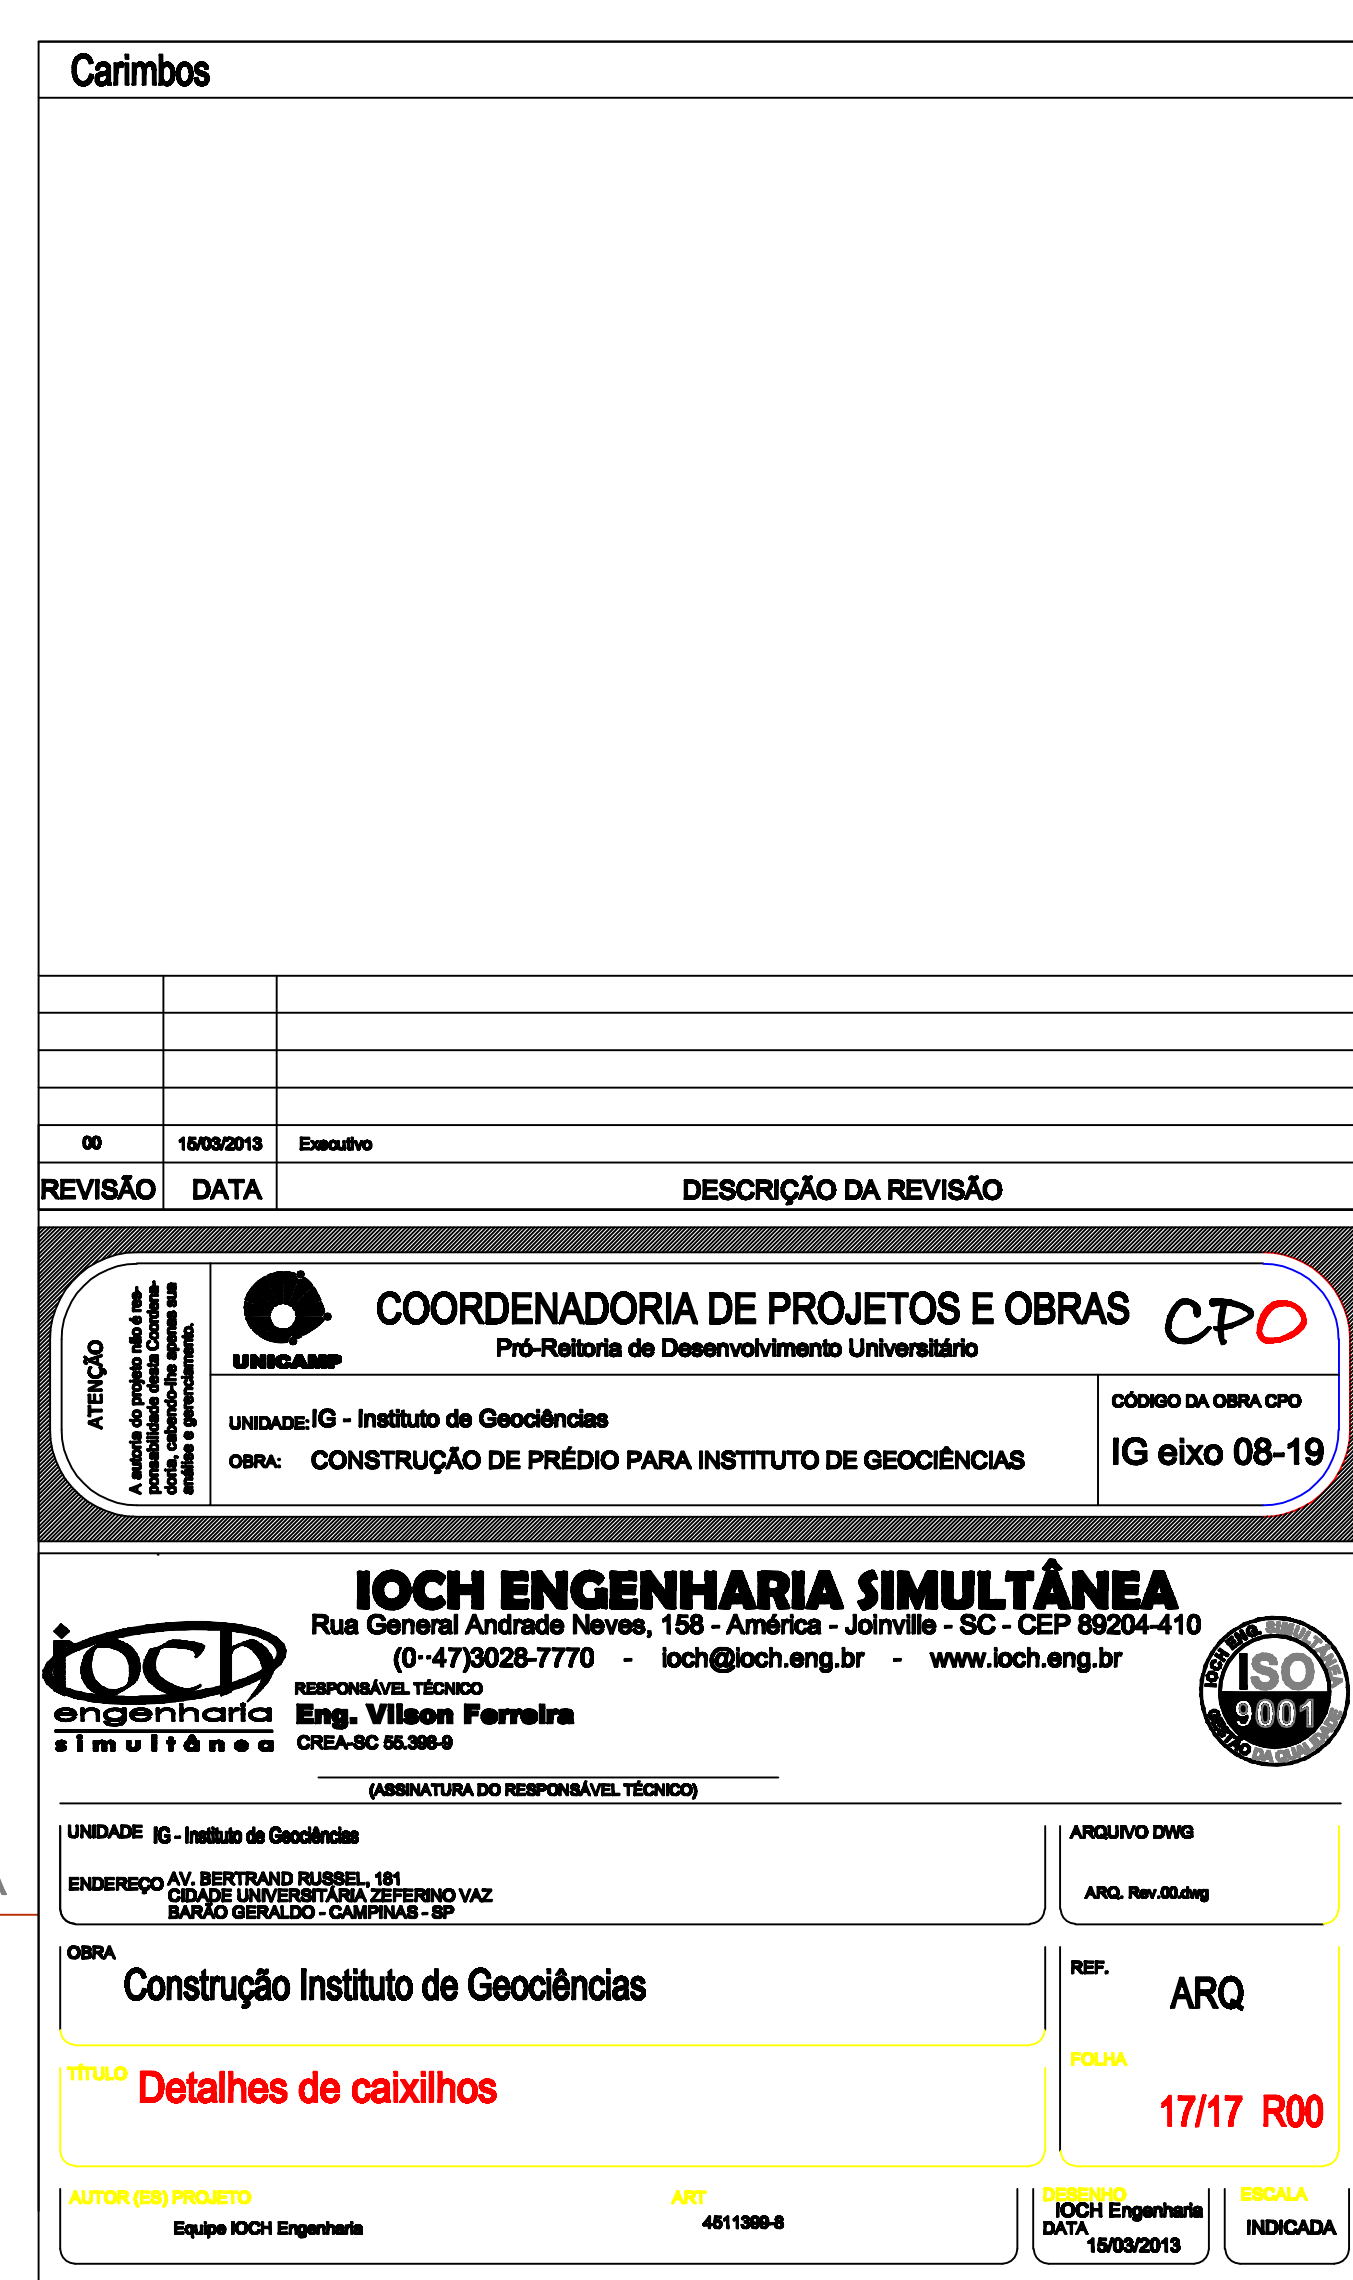 Carimbos
00 15/03/2013 Executivo
REVISÃO DATA DESCRIÇÃO DA REVISÃO
ATENÇÃO
A autoria do projeto não é res-
ponsabilidade desta Coordena-
doria, cabendo-lhe apenas sua
análise e gerenciamento.
UNICAMP
COORDENADORIA DE PROJETOS E OBRAS
Pró-Reitoria de Desenvolvimento Universitário
CPO
UNIDADE: IG - Instituto de Geociências
OBRA: CONSTRUÇÃO DE PRÉDIO PARA INSTITUTO DE GEOCIÊNCIAS
CÓDIGO DA OBRA CPO
IG eixo 08-19
IOCH ENGENHARIA SIMULTÂNEA
Rua General Andrade Neves, 158 - América - Joinville - SC - CEP 89204-410
(0··47)3028-7770 - ioch@ioch.eng.br - www.ioch.eng.br
ioch
engenharia
simultânea
RESPONSÁVEL TÉCNICO
Eng. Vilson Ferreira
CREA-SC 55.398-9
(ASSINATURA DO RESPONSÁVEL TÉCNICO)
IOCH ENG. SIMULTÂNEA
ISO
9001
GESTÃO DA QUALIDADE
UNIDADE IG - Instituto de Geociências
ENDEREÇO AV. BERTRAND RUSSEL, 181
CIDADE UNIVERSITÁRIA ZEFERINO VAZ
BARÃO GERALDO - CAMPINAS - SP
ARQUIVO DWG
ARQ. Rev.00.dwg
OBRA
Construção Instituto de Geociências
REF.
ARQ
TÍTULO Detalhes de caixilhos
FOLHA
17/17 R00
AUTOR (ES) PROJETO
Equipe IOCH Engenharia
ART
4511399-8
DESENHO
IOCH Engenharia
DATA
15/03/2013
ESCALA
INDICADA